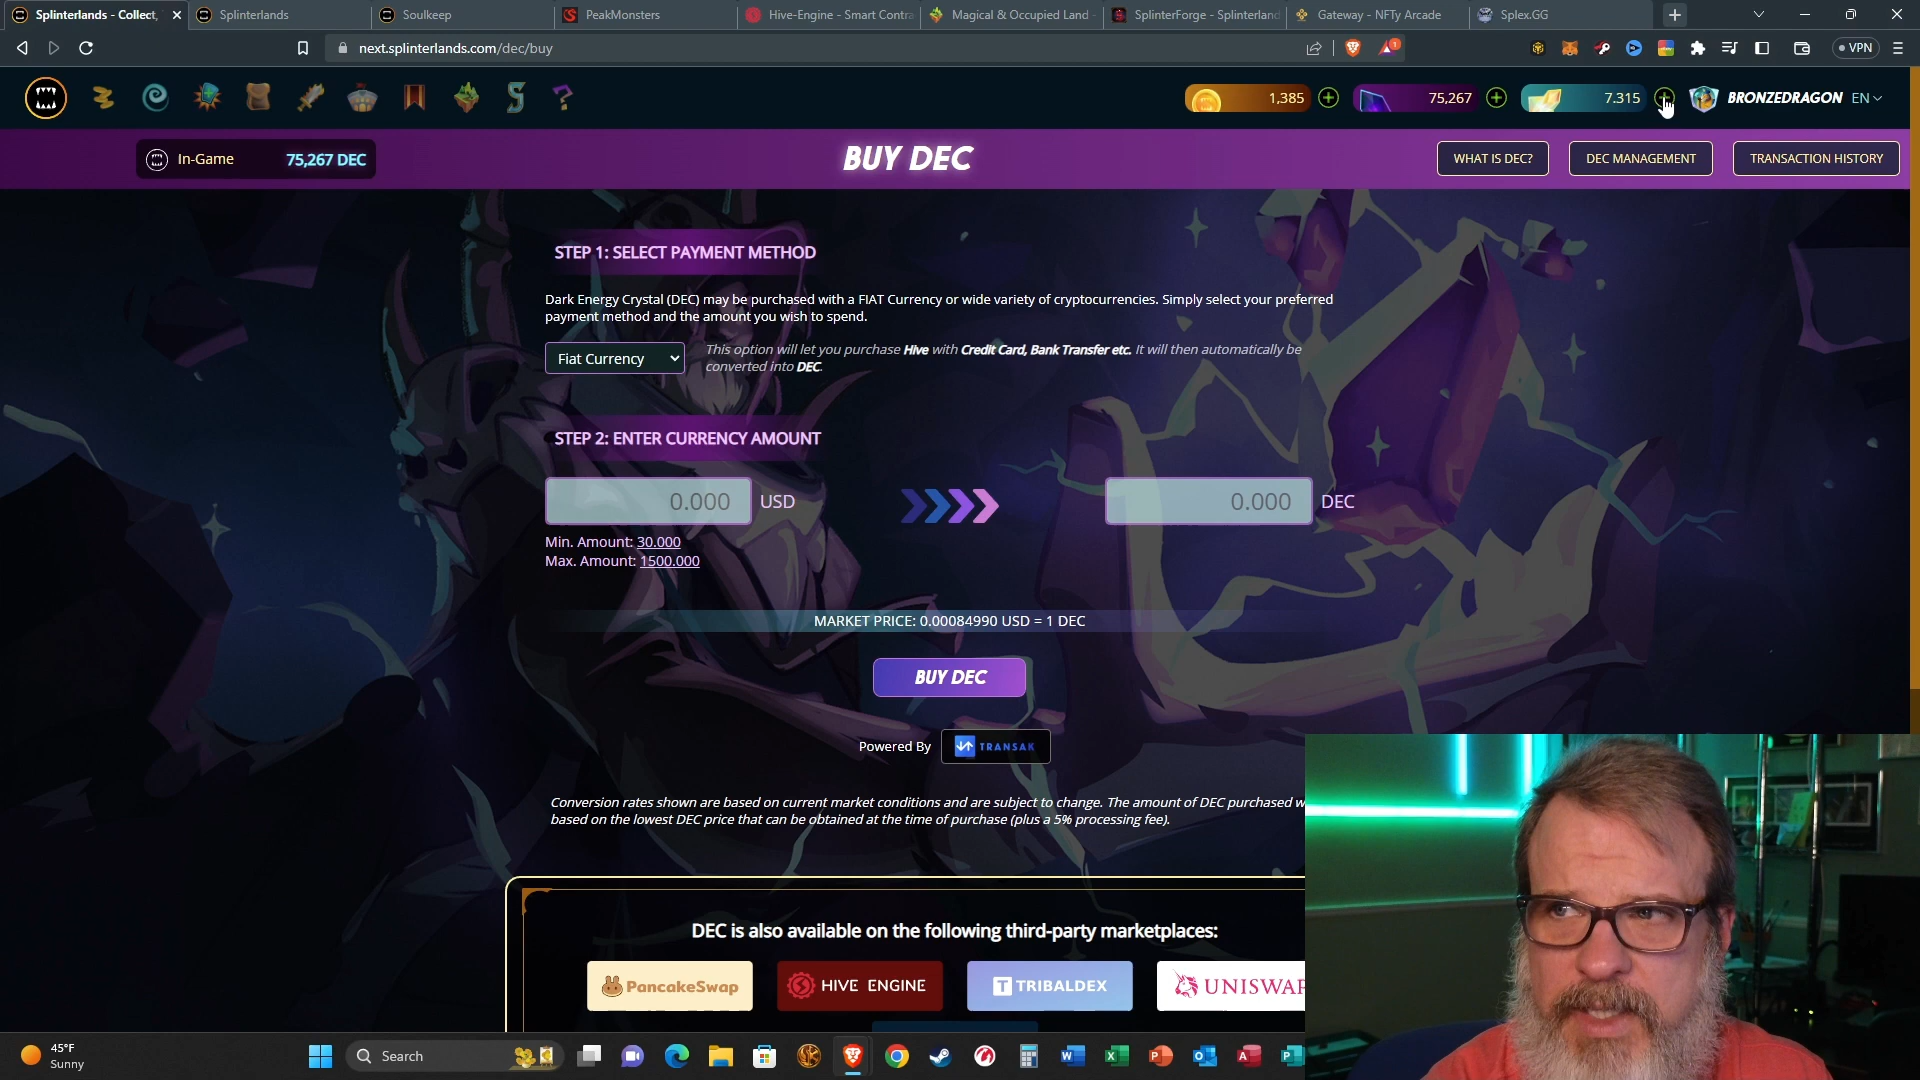 Splinterlands - Collect,
Splinterlands
Soulkeep
PeakMonsters
Hive-Engine - Smart Contra
Magical & Occupied Land -
SplinterForge - Splinterland
Gateway - NFTy Arcade
Splex.GG
next.splinterlands.com/dec/buy
1
VPN
1,385
75,267
7.315
BRONZEDRAGON
EN
In-Game
75,267 DEC
BUY DEC
WHAT IS DEC?
DEC MANAGEMENT
TRANSACTION HISTORY
STEP 1: SELECT PAYMENT METHOD
Dark Energy Crystal (DEC) may be purchased with a FIAT Currency or wide variety of cryptocurrencies. Simply select your preferred
payment method and the amount you wish to spend.
Fiat Currency
This option will let you purchase Hive with Credit Card, Bank Transfer etc. It will then automatically be
converted into DEC.
STEP 2: ENTER CURRENCY AMOUNT
0.000 USD
0.000 DEC
Min. Amount: 30.000
Max. Amount: 1500.000
MARKET PRICE: 0.00084990 USD = 1 DEC
BUY DEC
Powered By
TRANSAK
Conversion rates shown are based on current market conditions and are subject to change. The amount of DEC purchased w
based on the lowest DEC price that can be obtained at the time of purchase (plus a 5% processing fee).
DEC is also available on the following third-party marketplaces:
PancakeSwap
HIVE ENGINE
TRIBALDEX
UNISWAP
45°F
Sunny
Search